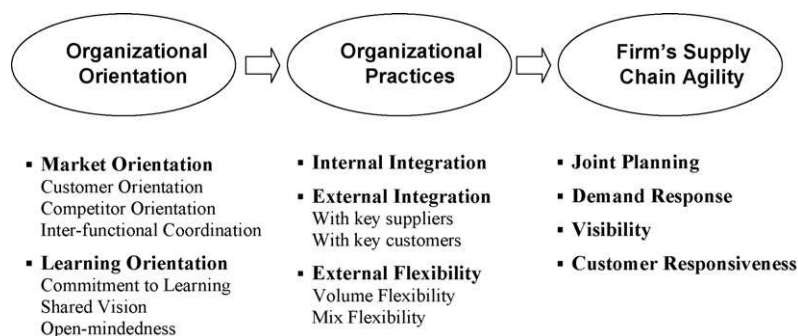 Organizational
Orientation
Organizational
Practices
Firm's Supply
Chain Agility
▪ Market Orientation
Customer Orientation
Competitor Orientation
Inter-functional Coordination
▪ Learning Orientation
Commitment to Learning
Shared Vision
Open-mindedness
▪ Internal Integration
▪ External Integration
With key suppliers
With key customers
▪ External Flexibility
Volume Flexibility
Mix Flexibility
▪ Joint Planning
▪ Demand Response
▪ Visibility
▪ Customer Responsiveness